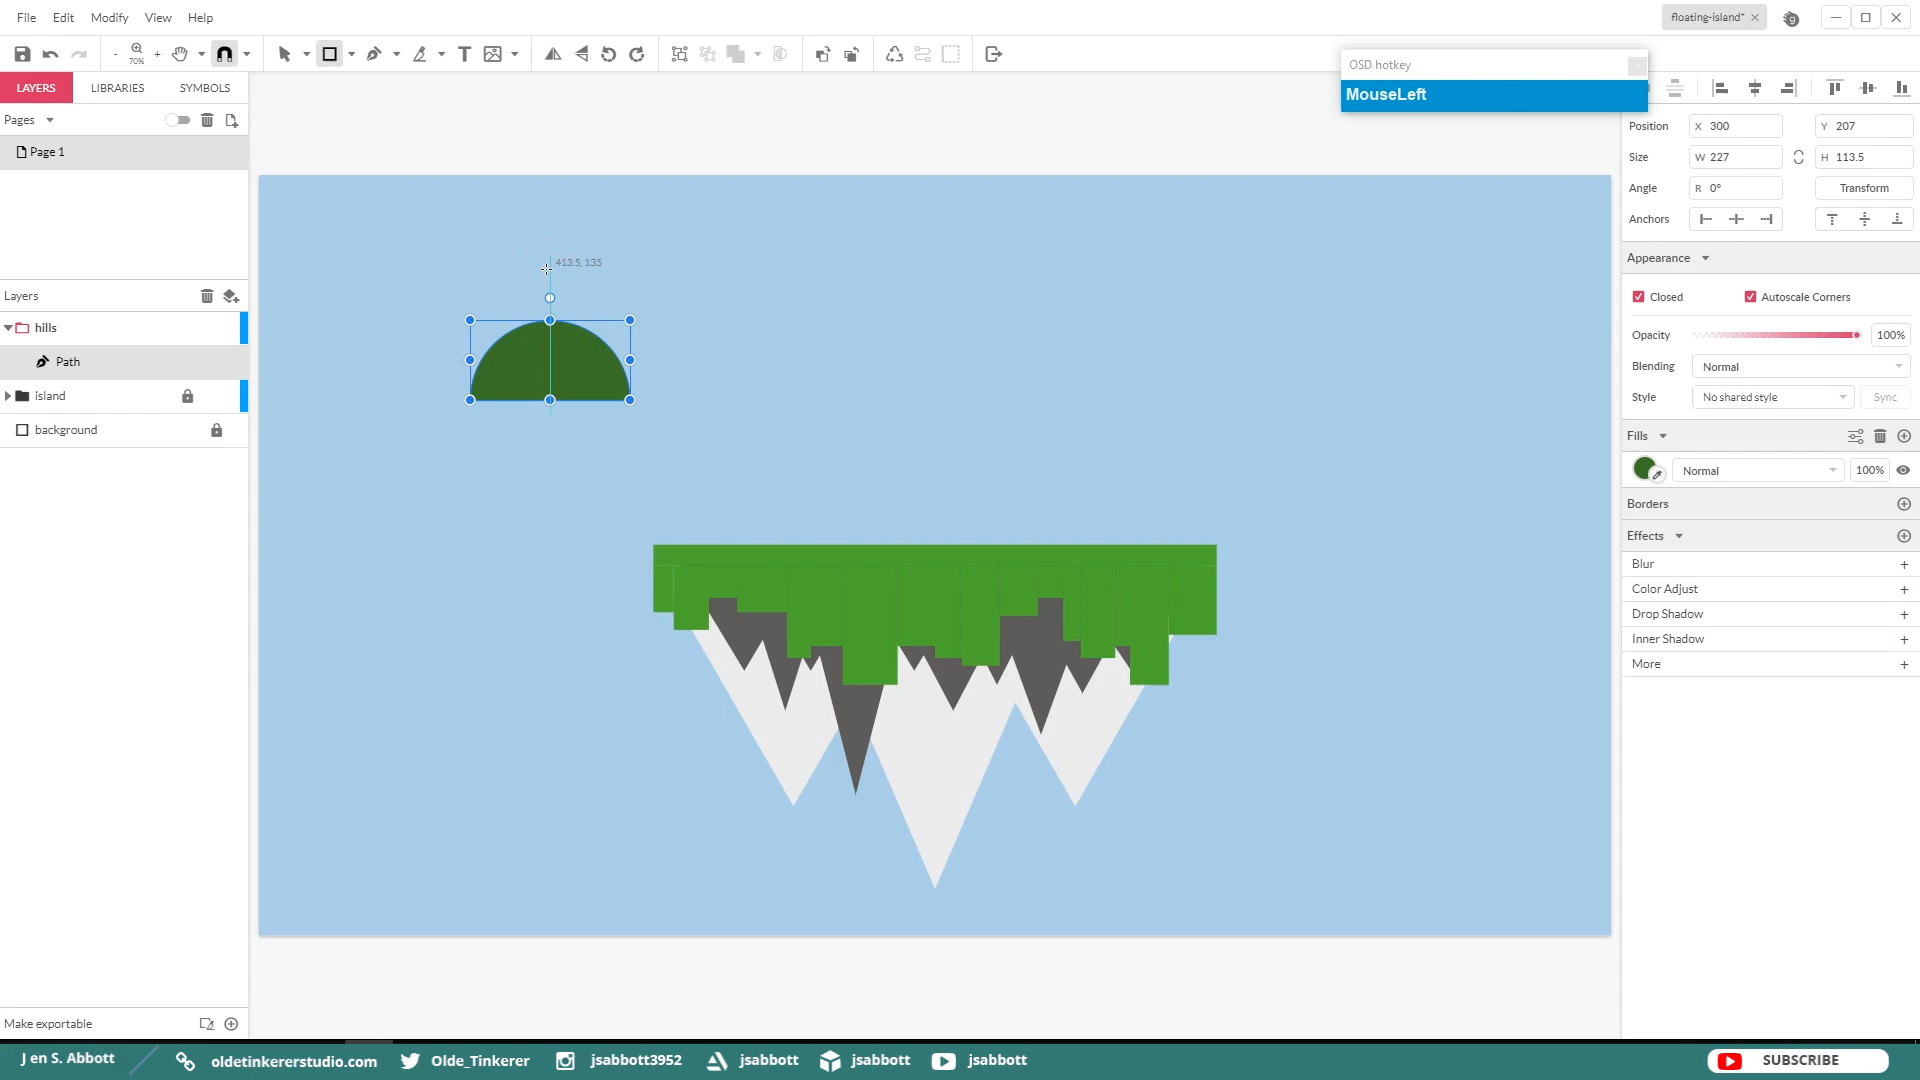 File Edit Modify View Help
floating-island*
- 70% +
OSD hotkey
MouseLeft
LAYERS LIBRARIES SYMBOLS
Pages
Page 1
Layers
hills
Path
island
background
Make exportable
413.5, 135
Position X 300 Y 207
Size W 227 H 113.5
Angle R 0° Transform
Anchors
Appearance
Closed Autoscale Corners
Opacity 100%
Blending Normal
Style No shared style Sync
Fills
Normal 100%
Borders
Effects
Blur +
Color Adjust +
Drop Shadow +
Inner Shadow +
More +
J en S. Abbott oldetinkererstudio.com Olde_Tinkerer jsabbott3952 jsabbott jsabbott jsabbott SUBSCRIBE